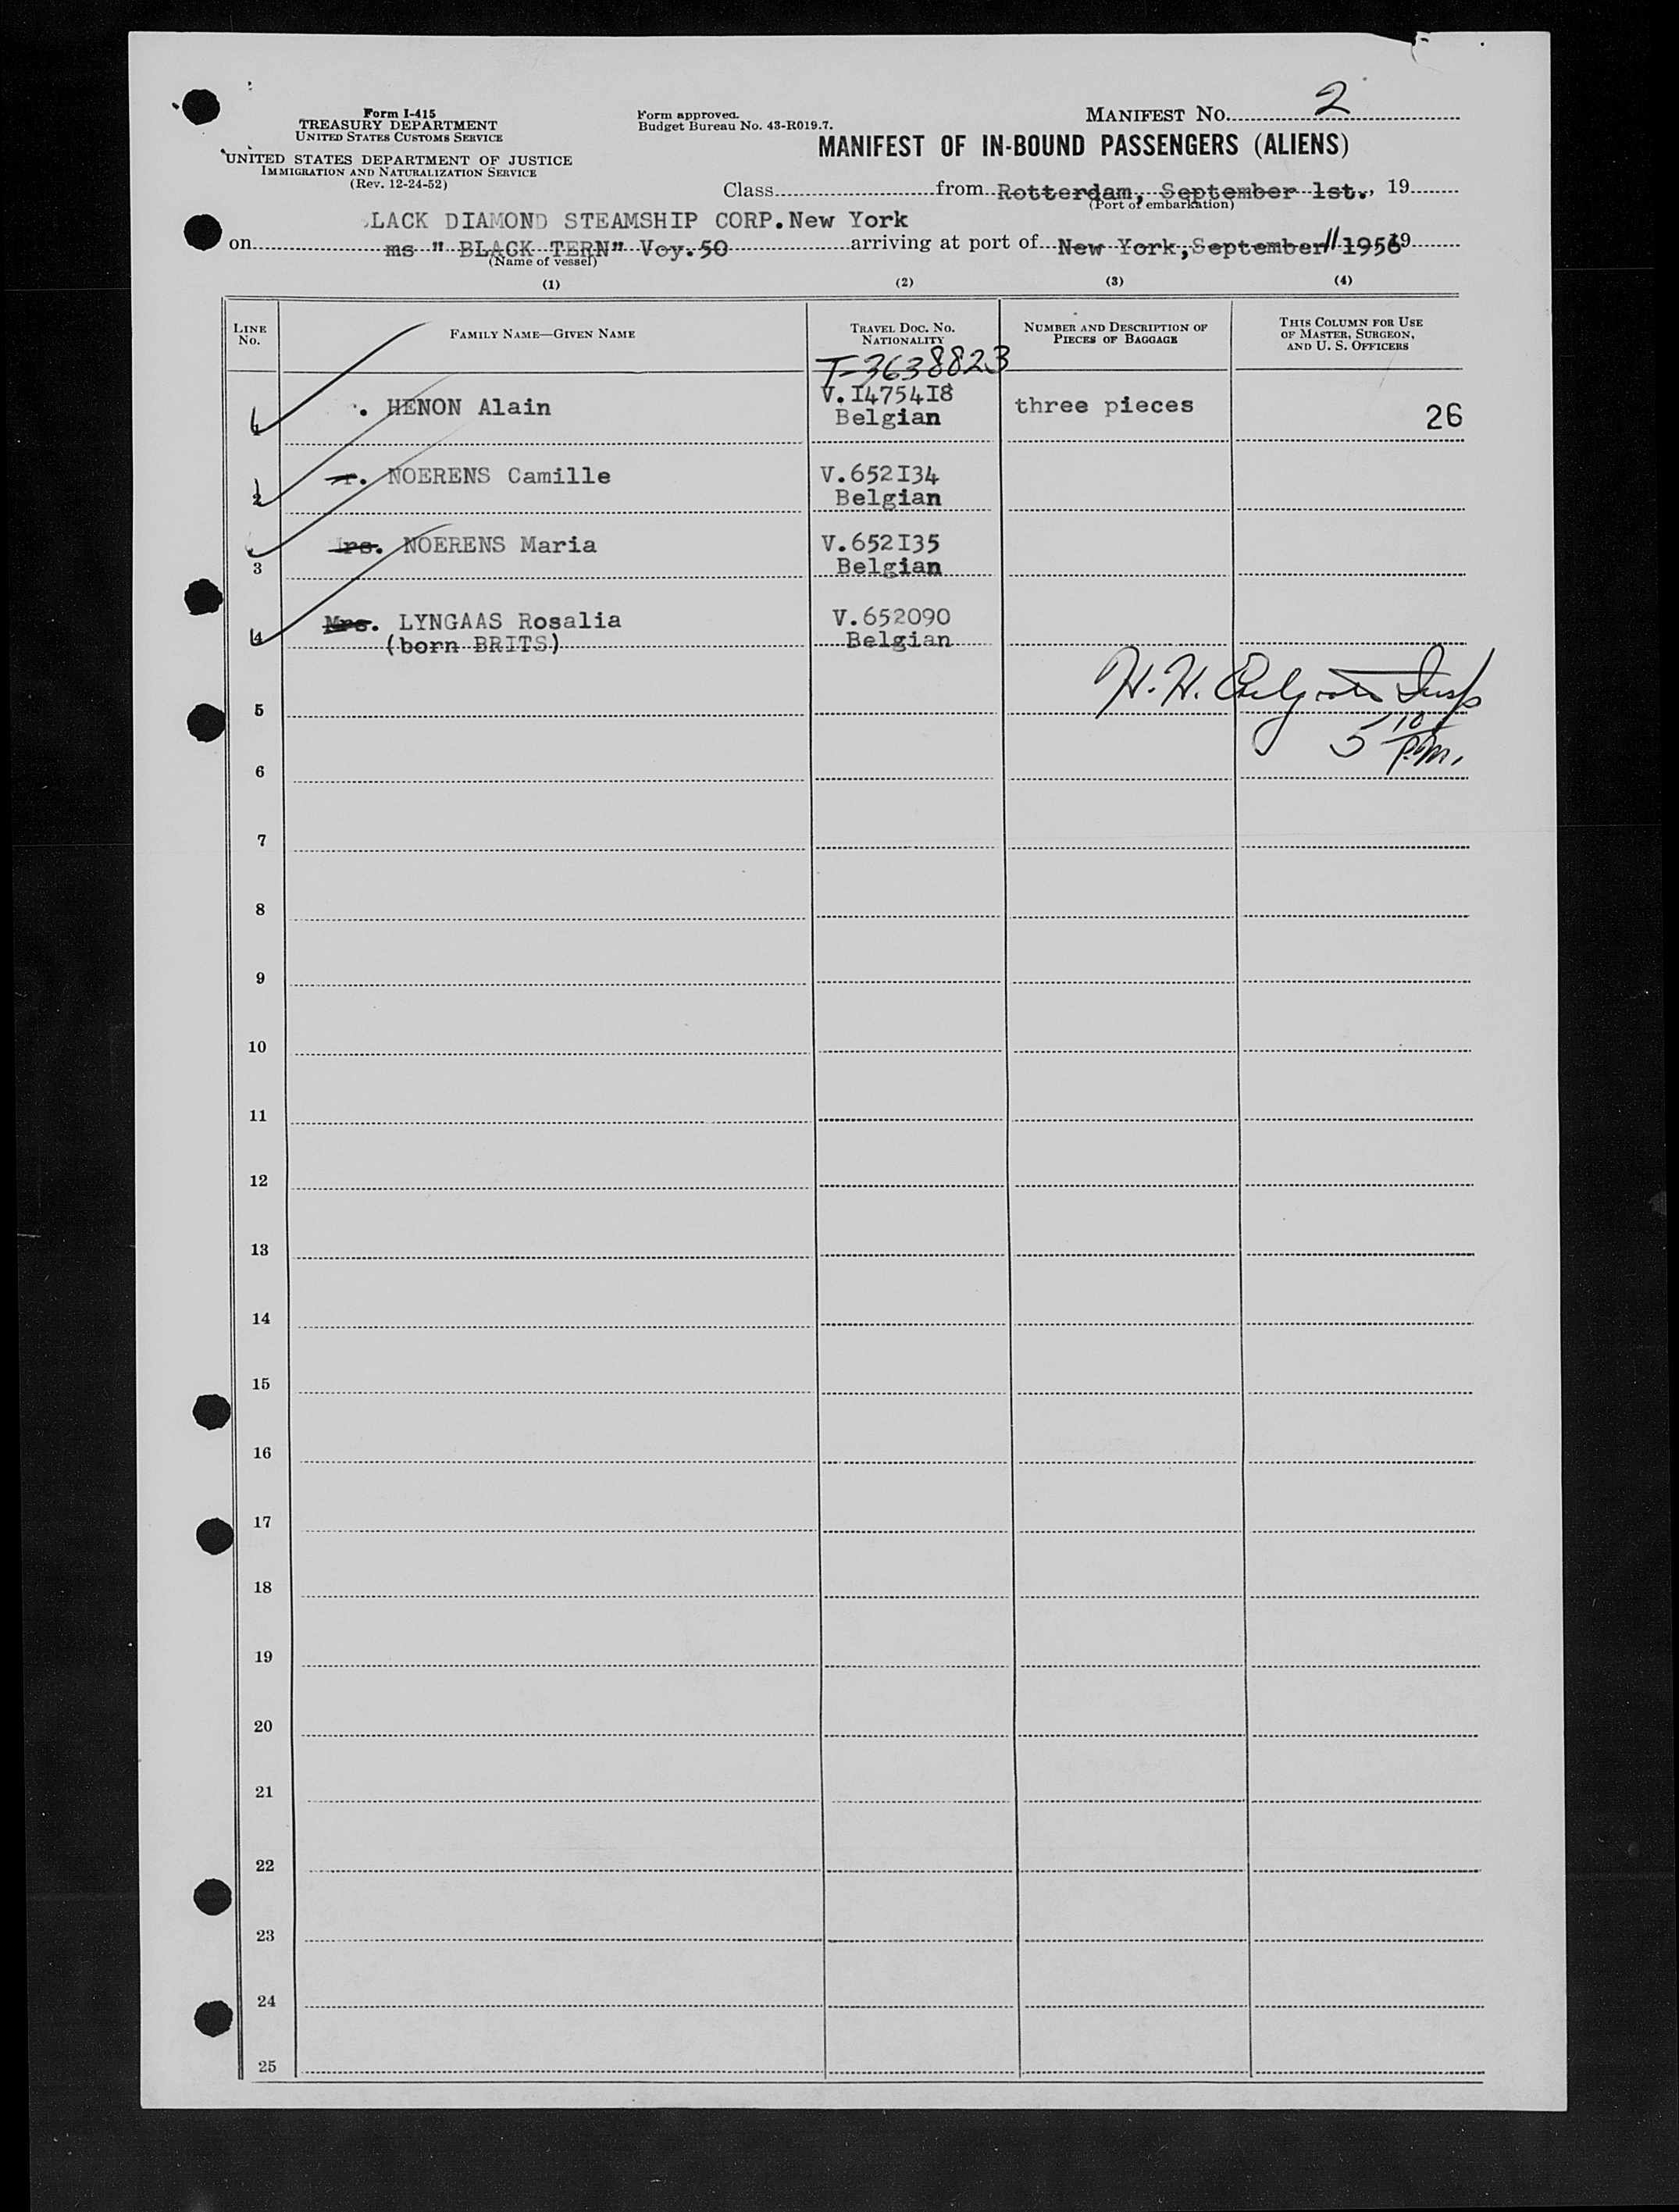 Form I-415
TREASURY DEPARTMENT
UNITED STATES CUSTOMS SERVICE
UNITED STATES DEPARTMENT OF JUSTICE
IMMIGRATION AND NATURALIZATION SERVICE
(Rev. 12-24-52)
Form approved.
Budget Bureau No. 43-R019.7.
MANIFEST No. 2
MANIFEST OF IN-BOUND PASSENGERS (ALIENS)
Class from Rotterdam, September 1st., 19
(Port of embarkation)
LACK DIAMOND STEAMSHIP CORP. New York
on ms " BLACK TERN" Voy. 50 arriving at port of New York, September 11 1956 19
(Name of vessel)
(1) (2) (3) (4)
LINE No. FAMILY NAME—GIVEN NAME TRAVEL DOC. No. NATIONALITY NUMBER AND DESCRIPTION OF PIECES OF BAGGAGE THIS COLUMN FOR USE OF MASTER, SURGEON, AND U. S. OFFICERS
T-3638823
1 . HENON Alain V.I4754I8 three pieces 26
Belgian
2 r. NOERENS Camille V.652I34
Belgian
Mrs. NOERENS Maria V.652I35
3 Belgian
4 Mrs. LYNGAAS Rosalia V.652090
(born BRITS) Belgian
H. H. Insp
5
5 10 P.M.
6
7
8
9
10
11
12
13
14
15
16
17
18
19
20
21
22
23
24
25